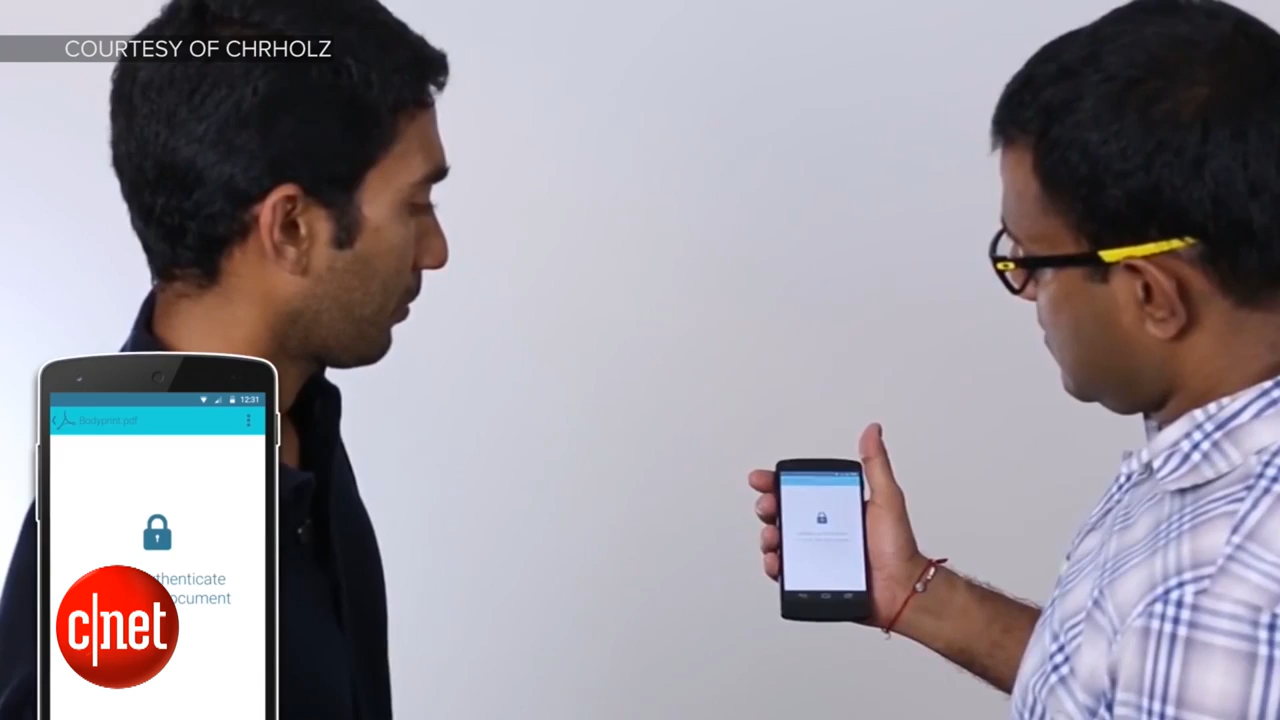 COURTESY OF CHRHOLZ
12:31
Bodyprint.pdf
thenticate
ocument
c|net